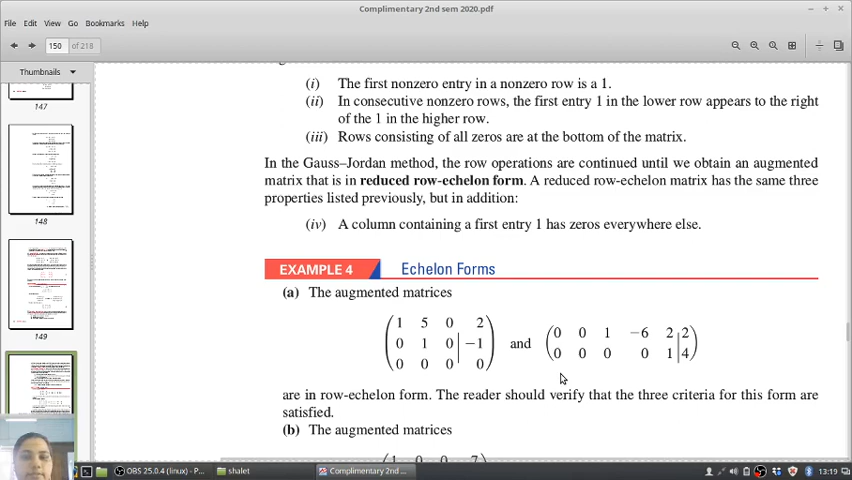 Complimentary 2nd sem 2020.pdf
File Edit View Go Bookmarks Help
150 of 218
Thumbnails
147
148
149
(i) The first nonzero entry in a nonzero row is a 1.
(ii) In consecutive nonzero rows, the first entry 1 in the lower row appears to the right
of the 1 in the higher row.
(iii) Rows consisting of all zeros are at the bottom of the matrix.
In the Gauss–Jordan method, the row operations are continued until we obtain an augmented
matrix that is in reduced row-echelon form. A reduced row-echelon matrix has the same three
properties listed previously, but in addition:
(iv) A column containing a first entry 1 has zeros everywhere else.
EXAMPLE 4 Echelon Forms
(a) The augmented matrices
(1 5 0 | 2)
(0 1 0 | −1)
(0 0 0 | 0)
and
(0 0 1 −6 2 | 2)
(0 0 0 0 1 | 4)
are in row-echelon form. The reader should verify that the three criteria for this form are
satisfied.
(b) The augmented matrices
OBS 25.0.4 (linux) - P...
shalet
Complimentary 2nd ...
13:19